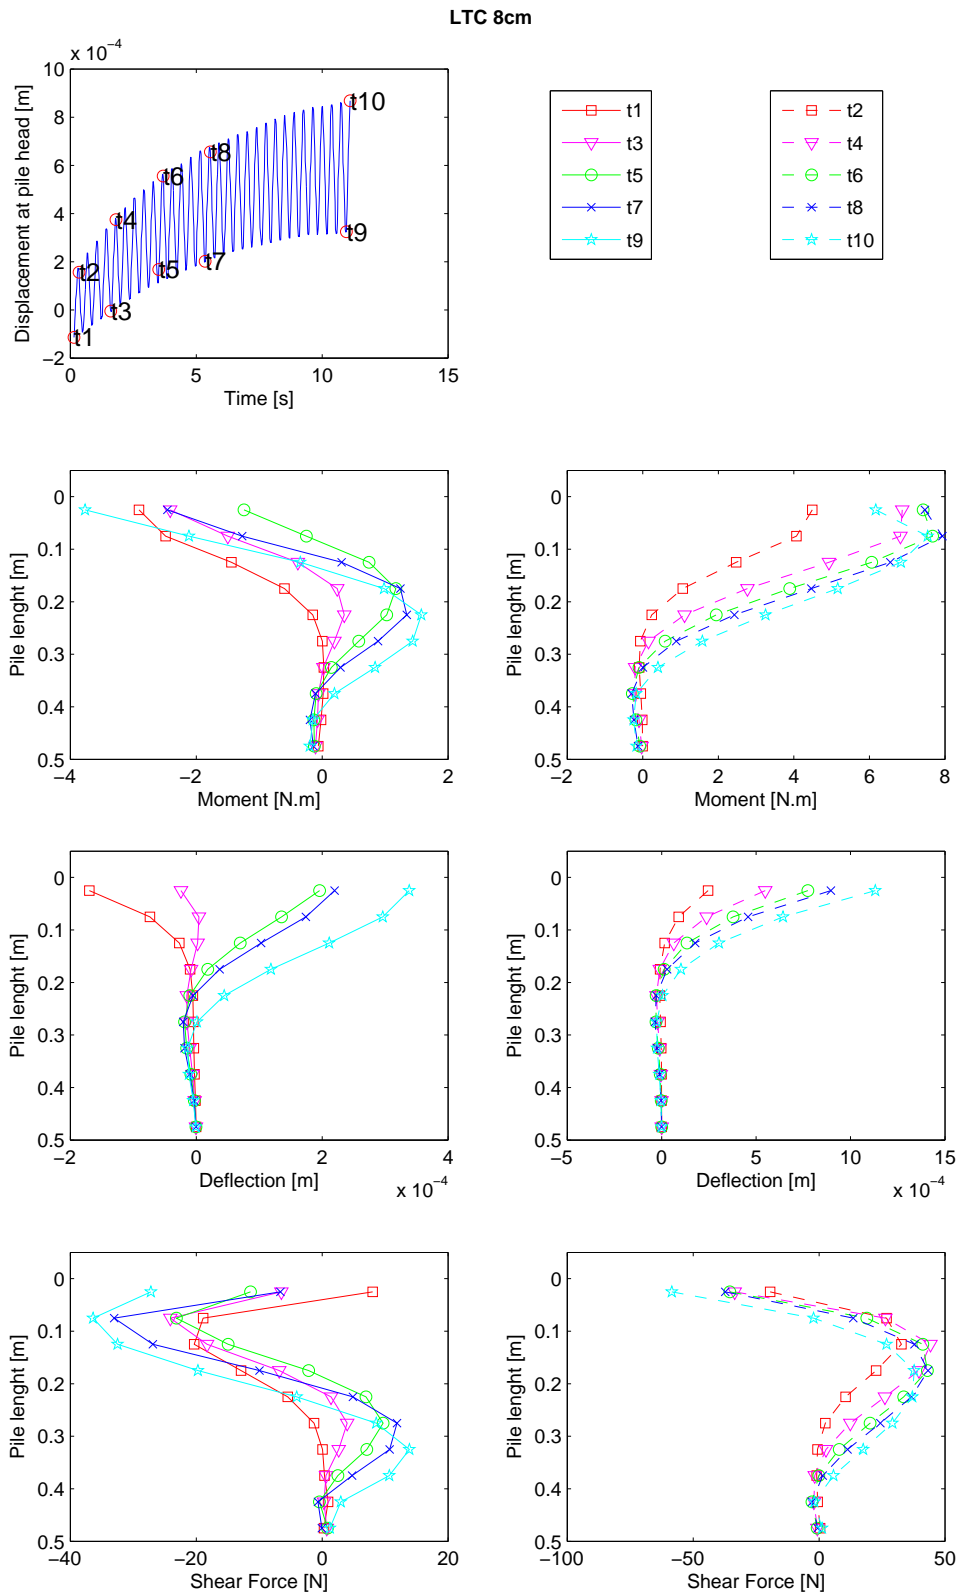 LTC 8cm
x 10⁻⁴
10
8
6
4
2
0
−2
0 5 10 15
Displacement at pile head [m]
Time [s]
t1
t2
t3
t4
t5
t6
t7
t8
t9
t10
t1
t3
t5
t7
t9
t2
t4
t6
t8
t10
0
0.1
0.2
0.3
0.4
0.5
−4 −2 0 2
Pile lenght [m]
Moment [N.m]
0
0.1
0.2
0.3
0.4
0.5
−2 0 2 4 6 8
Pile lenght [m]
Moment [N.m]
0
0.1
0.2
0.3
0.4
0.5
−2 0 2 4
Pile lenght [m]
Deflection [m]
x 10⁻⁴
0
0.1
0.2
0.3
0.4
0.5
−5 0 5 10 15
Pile lenght [m]
Deflection [m]
x 10⁻⁴
0
0.1
0.2
0.3
0.4
0.5
−40 −20 0 20
Pile lenght [m]
Shear Force [N]
0
0.1
0.2
0.3
0.4
0.5
−100 −50 0 50
Pile lenght [m]
Shear Force [N]